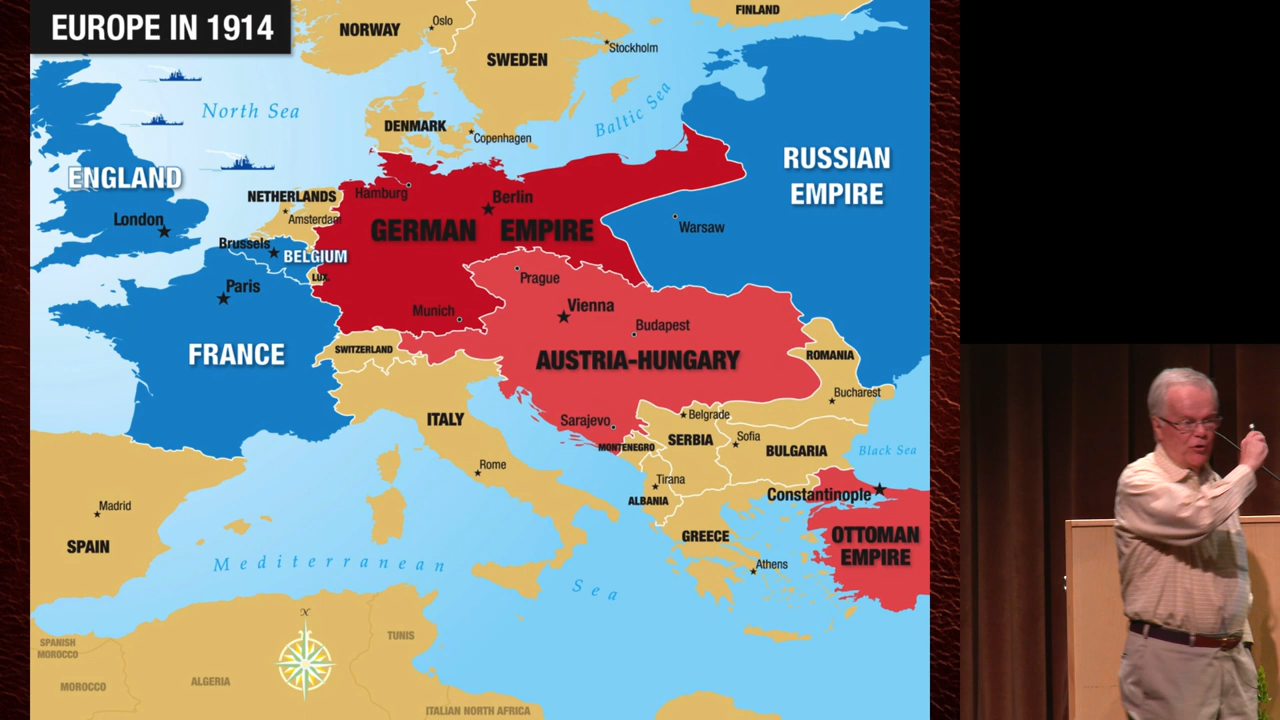 EUROPE IN 1914
NORWAY
Oslo
SWEDEN
Stockholm
FINLAND
North Sea
Baltic Sea
DENMARK
Copenhagen
RUSSIAN
EMPIRE
ENGLAND
London
NETHERLANDS
Amsterdam
Hamburg
Berlin
GERMAN EMPIRE
Warsaw
Brussels
BELGIUM
LUX.
Paris
Prague
Munich
Vienna
Budapest
FRANCE
SWITZERLAND
AUSTRIA-HUNGARY
ROMANIA
Bucharest
ITALY
Sarajevo
Belgrade
SERBIA
Sofia
BULGARIA
MONTENEGRO
Black Sea
Rome
Tirana
ALBANIA
Constantinople
Madrid
SPAIN
GREECE
Athens
OTTOMAN
EMPIRE
Mediterranean
Sea
N
SPANISH
MOROCCO
MOROCCO
ALGERIA
TUNIS
ITALIAN NORTH AFRICA